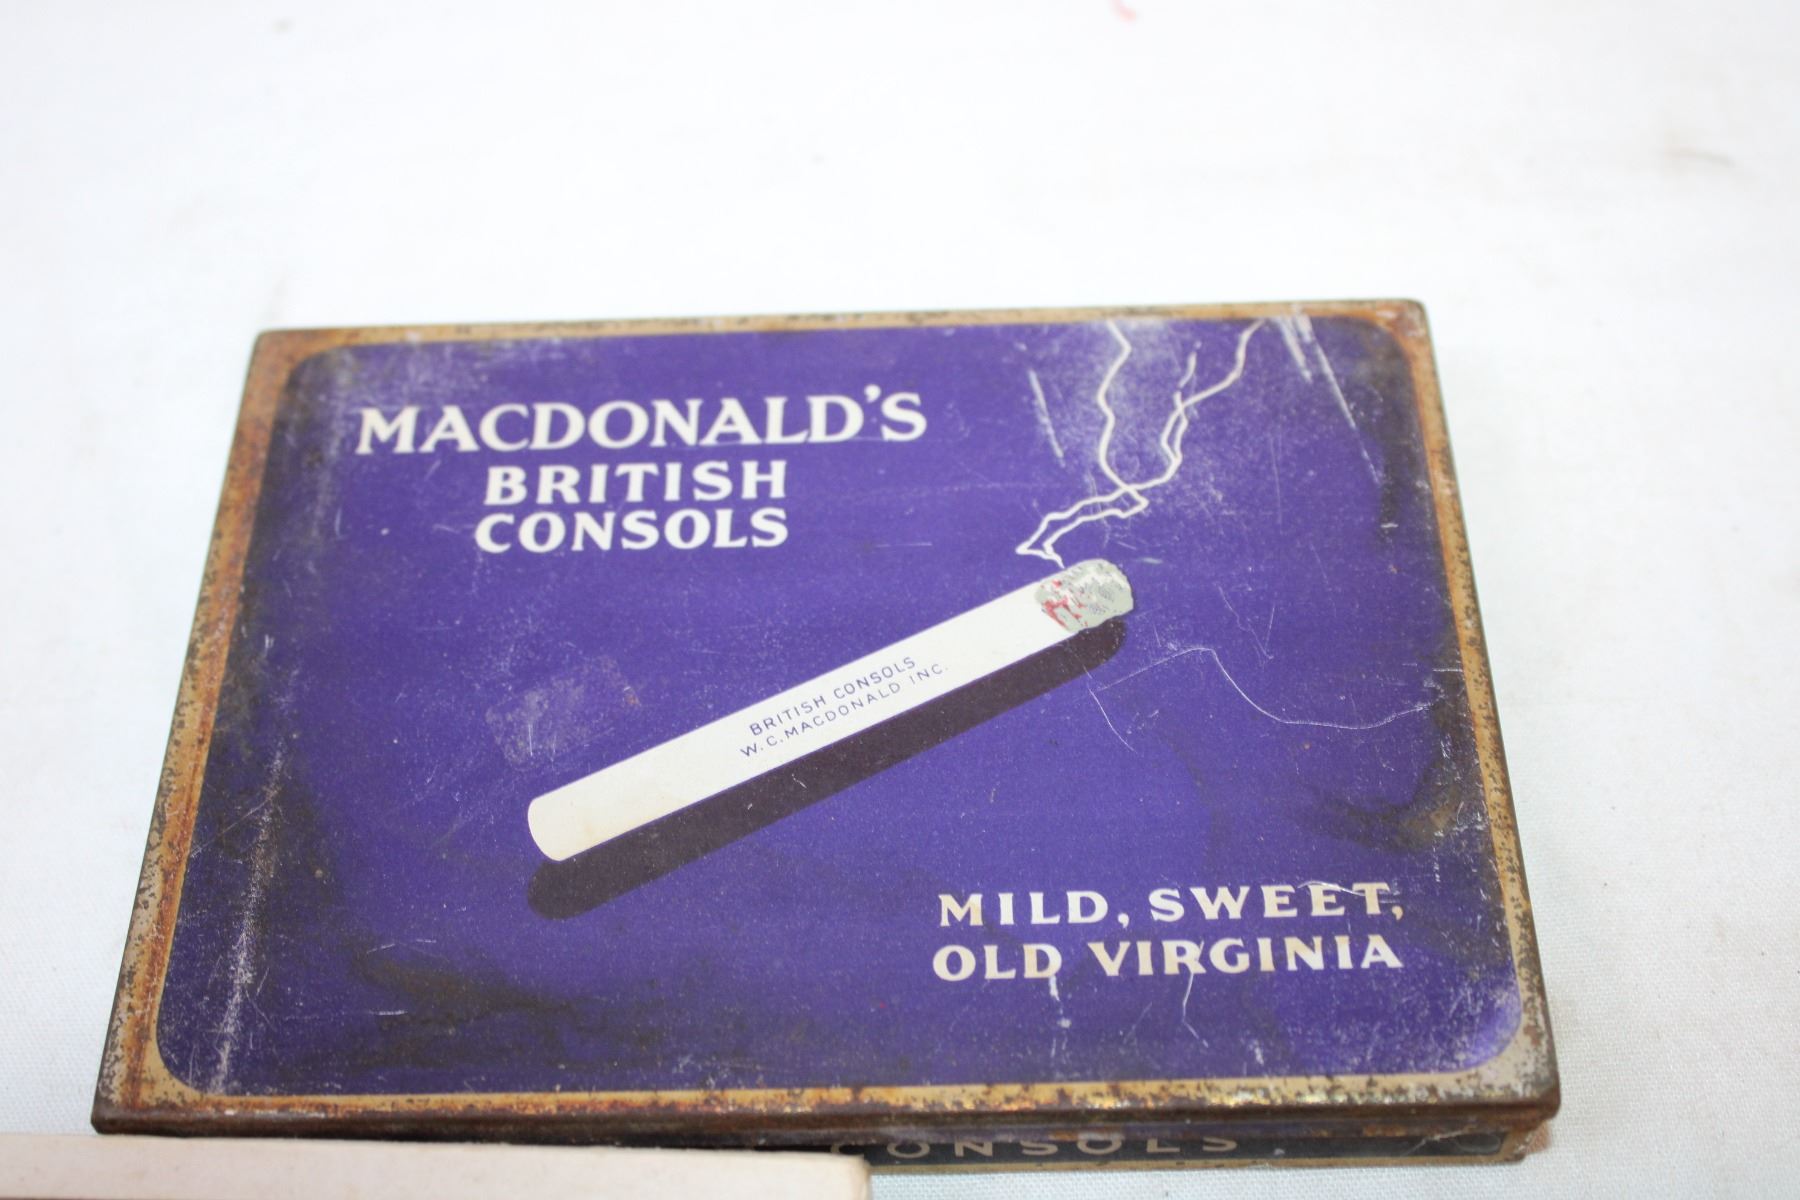 MACDONALD'S
BRITISH
CONSOLS
BRITISH CONSOLS
W.C. MACDONALD INC.
MILD, SWEET,
OLD VIRGINIA
CONSOLS